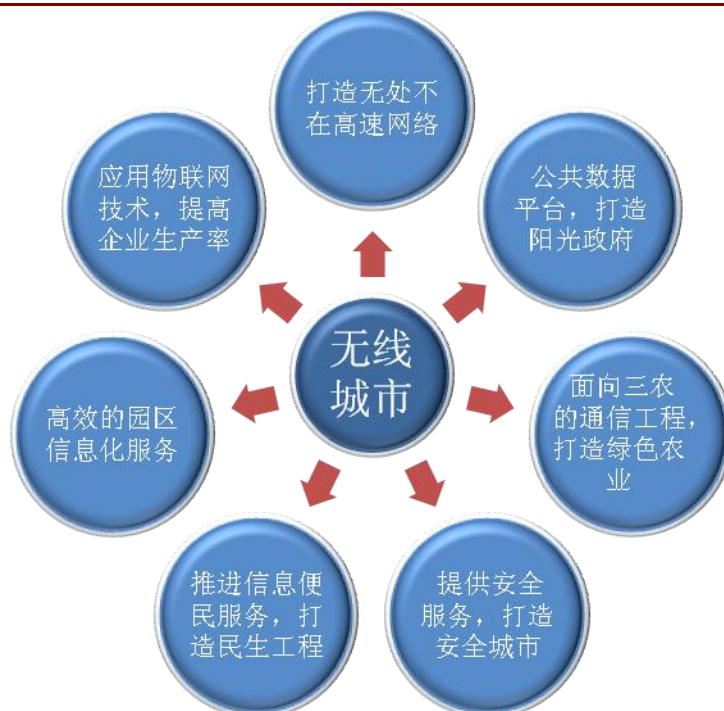 打造无处不
在高速网络
应用物联网
技术，提高
企业生产率
公共数据
平台，打造
阳光政府
无线
城市
高效的园区
信息化服务
面向三农
的通信工程，
打造绿色农
业
推进信息便
民服务，打
造民生工程
提供安全
服务，打造
安全城市